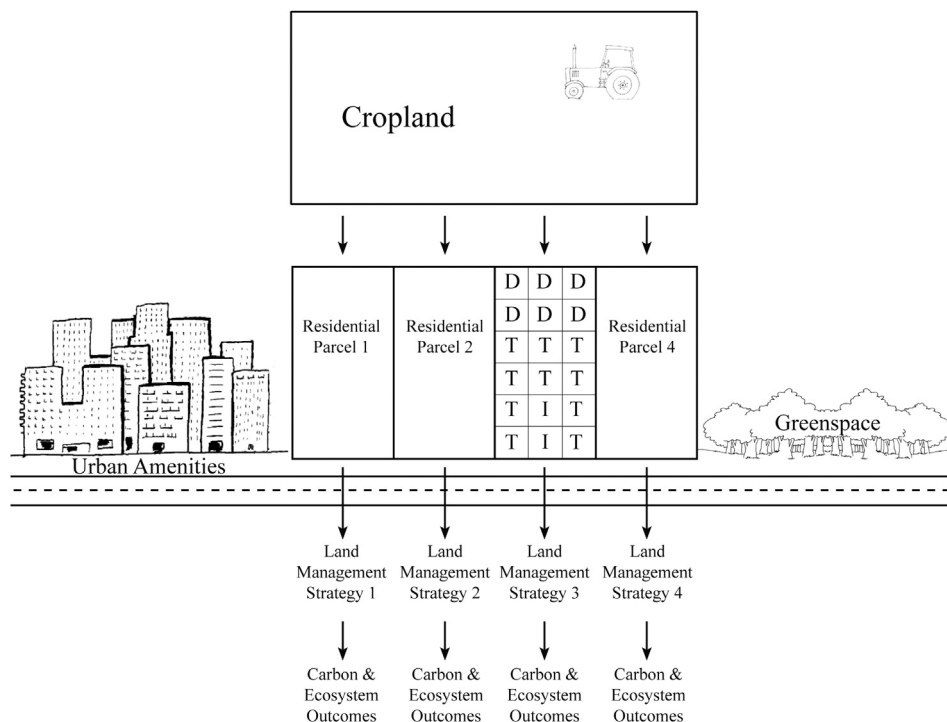 Cropland
D D D
D D D
T T T
T T T
T I T
T I T
Residential
Parcel 1
Residential
Parcel 2
Residential
Parcel 4
Urban Amenities
Greenspace
Land
Management
Strategy 1
Land
Management
Strategy 2
Land
Management
Strategy 3
Land
Management
Strategy 4
Carbon &
Ecosystem
Outcomes
Carbon &
Ecosystem
Outcomes
Carbon &
Ecosystem
Outcomes
Carbon &
Ecosystem
Outcomes